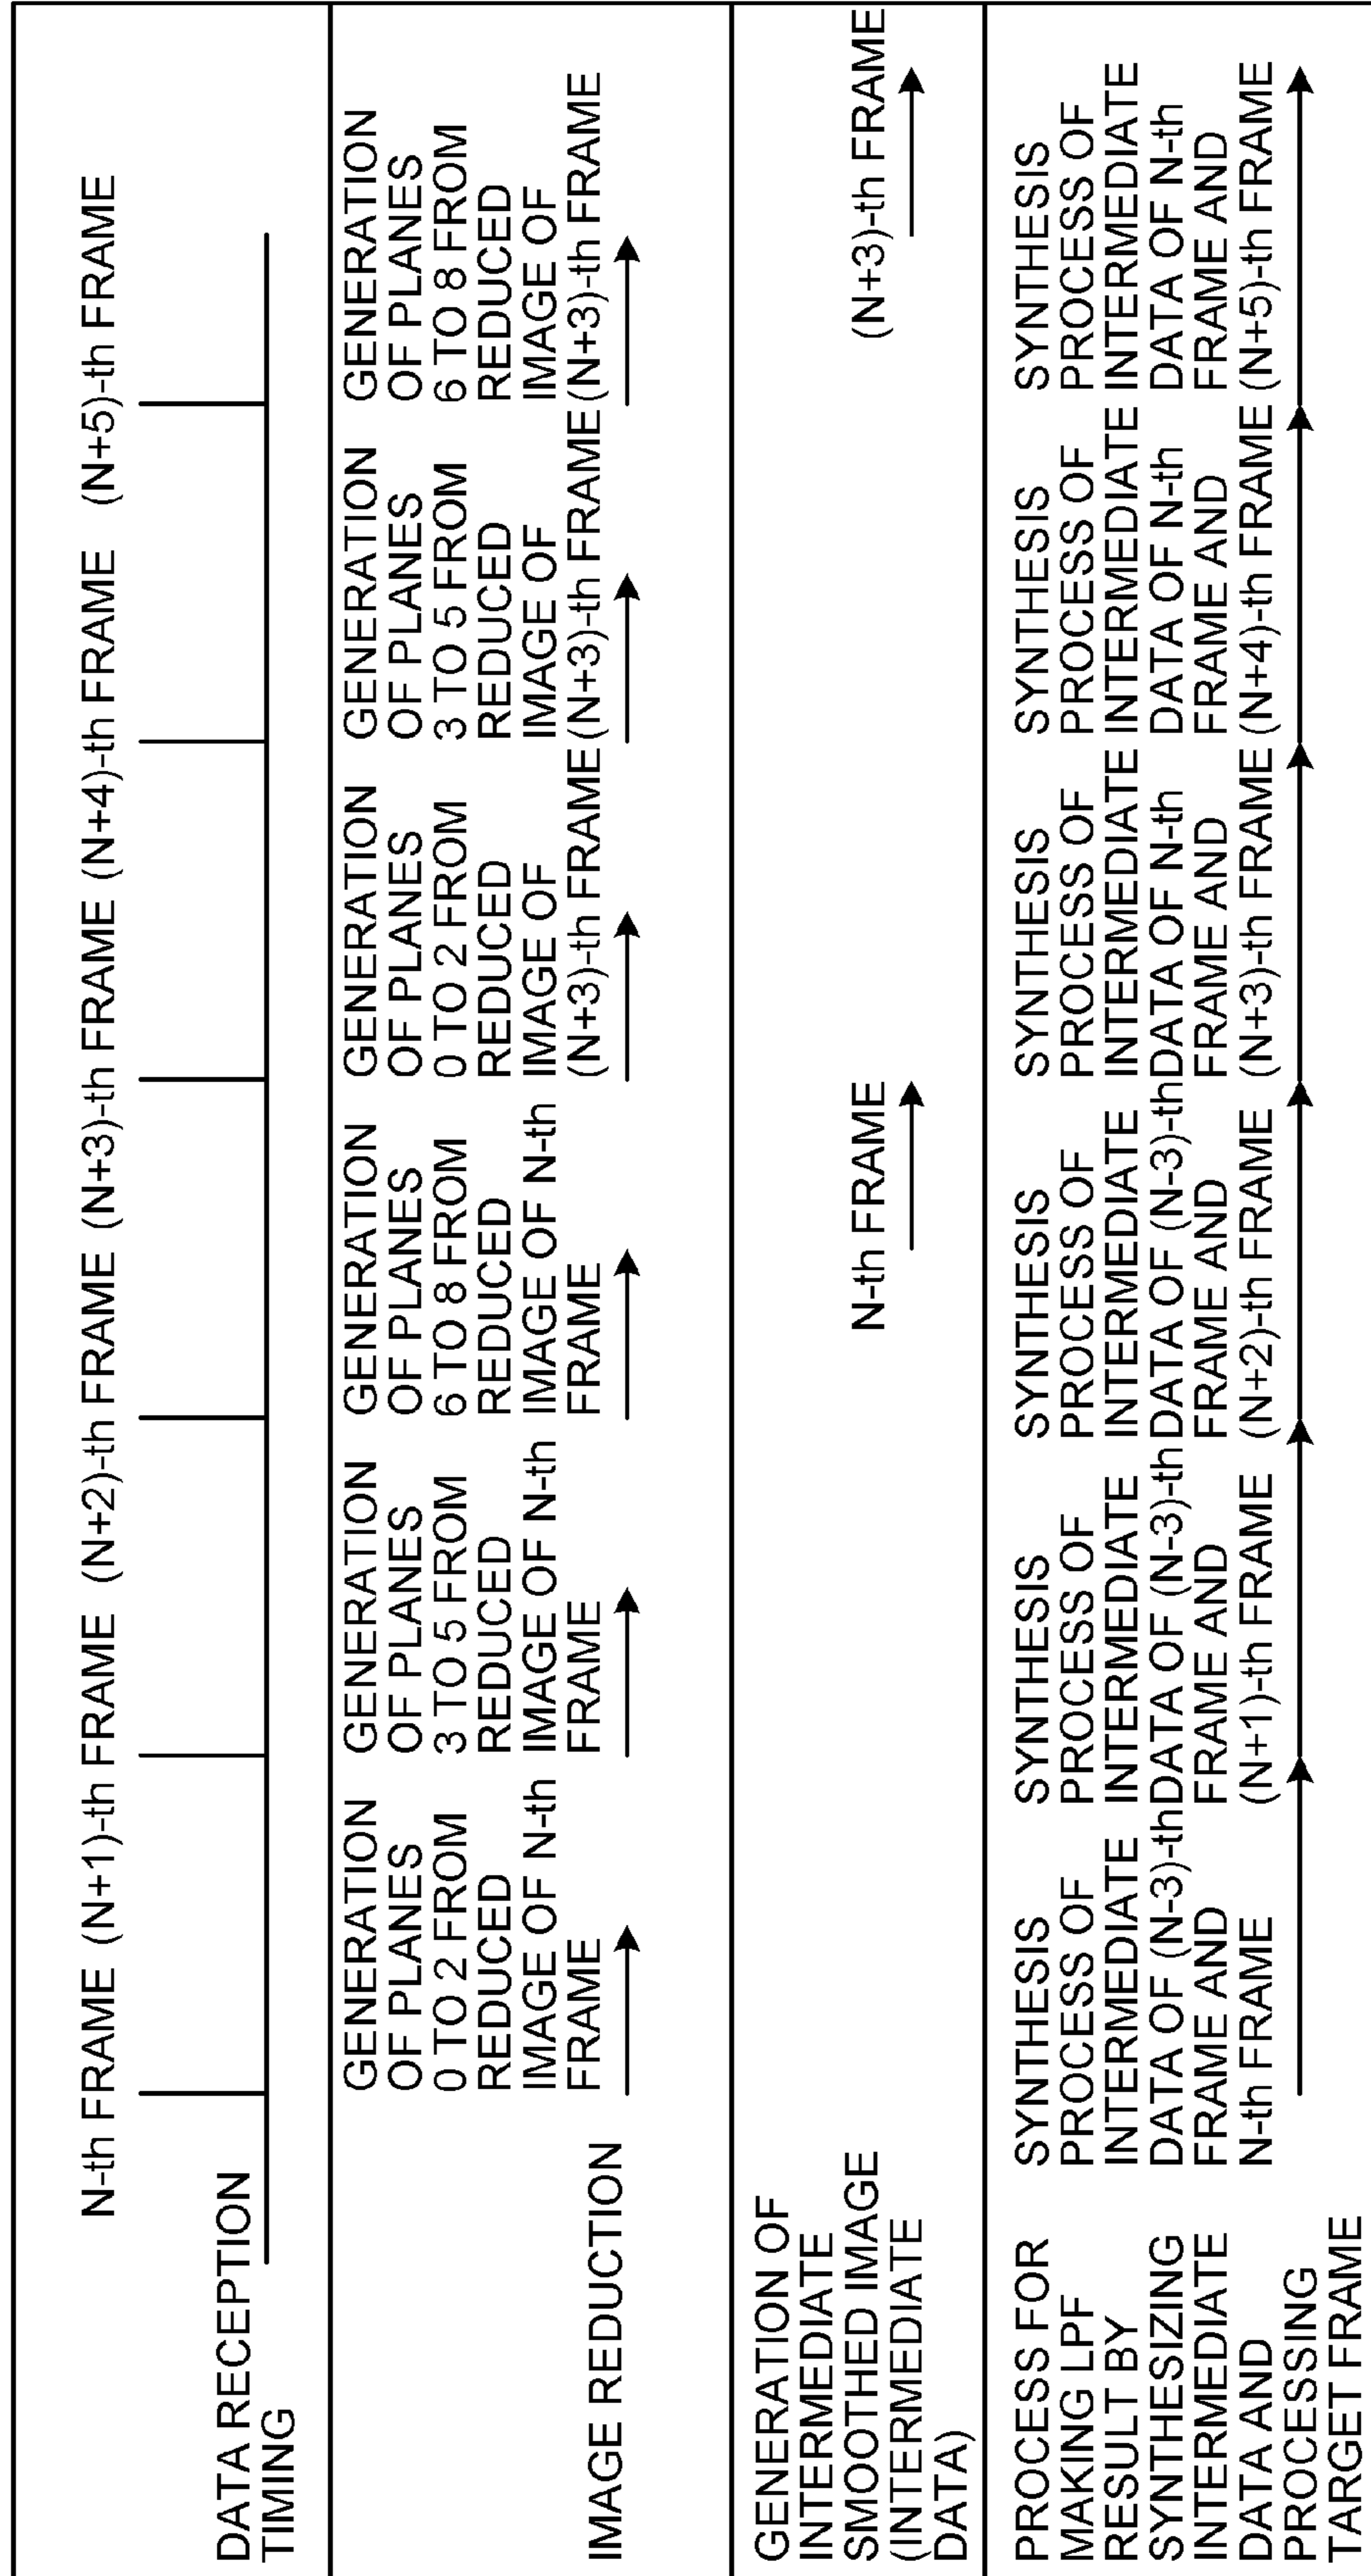 N-th FRAME (N+1)-th FRAME (N+2)-th FRAME (N+3)-th FRAME (N+4)-th FRAME (N+5)-th FRAME
DATA RECEPTION
TIMING
IMAGE REDUCTION
GENERATION
OF PLANES
0 TO 2 FROM
REDUCED
IMAGE OF N-th
FRAME
GENERATION
OF PLANES
3 TO 5 FROM
REDUCED
IMAGE OF N-th
FRAME
GENERATION
OF PLANES
6 TO 8 FROM
REDUCED
IMAGE OF N-th
FRAME
GENERATION
OF PLANES
0 TO 2 FROM
REDUCED
IMAGE OF
(N+3)-th FRAME
GENERATION
OF PLANES
3 TO 5 FROM
REDUCED
IMAGE OF
(N+3)-th FRAME
GENERATION
OF PLANES
6 TO 8 FROM
REDUCED
IMAGE OF
(N+3)-th FRAME
GENERATION OF
INTERMEDIATE
SMOOTHED IMAGE
(INTERMEDIATE
DATA)
N-th FRAME
(N+3)-th FRAME
PROCESS FOR
MAKING LPF
RESULT BY
SYNTHESIZING
INTERMEDIATE
DATA AND
PROCESSING
TARGET FRAME
SYNTHESIS
PROCESS OF
INTERMEDIATE
DATA OF (N-3)-th
FRAME AND
N-th FRAME
SYNTHESIS
PROCESS OF
INTERMEDIATE
DATA OF (N-3)-th
FRAME AND
(N+1)-th FRAME
SYNTHESIS
PROCESS OF
INTERMEDIATE
DATA OF (N-3)-th
FRAME AND
(N+2)-th FRAME
SYNTHESIS
PROCESS OF
INTERMEDIATE
DATA OF N-th
FRAME AND
(N+3)-th FRAME
SYNTHESIS
PROCESS OF
INTERMEDIATE
DATA OF N-th
FRAME AND
(N+4)-th FRAME
SYNTHESIS
PROCESS OF
INTERMEDIATE
DATA OF N-th
FRAME AND
(N+5)-th FRAME